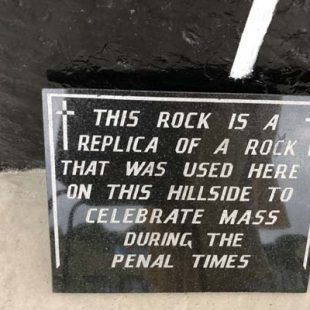 THIS ROCK IS A
REPLICA OF A ROCK
THAT WAS USED HERE
ON THIS HILLSIDE TO
CELEBRATE MASS
DURING THE
PENAL TIMES